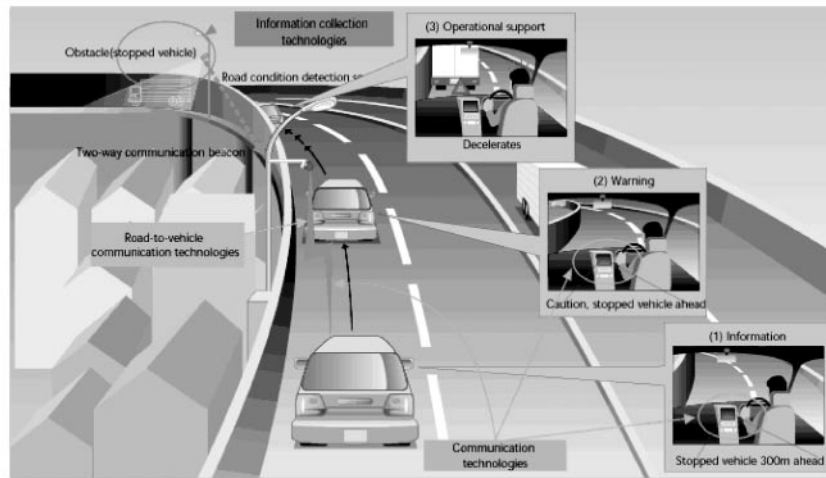 Information collection
technologies
(3) Operational support
Obstacle(stopped vehicle)
Road condition detection
Decelerates
Two-way communication beacon
(2) Warning
Road-to-vehicle
communication technologies
Caution, stopped vehicle ahead
(1) Information
Communication
technologies
Stopped vehicle 300m ahead